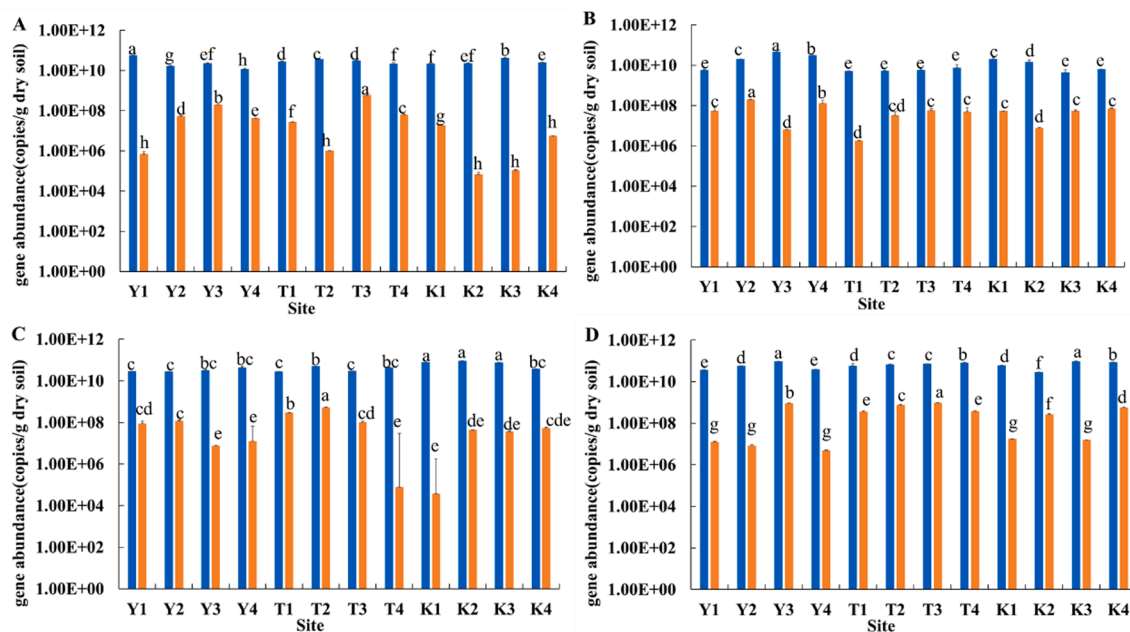 A
gene abundance(copies/g dry soil)
1.00E+12
1.00E+10
1.00E+08
1.00E+06
1.00E+04
1.00E+02
1.00E+00
a g ef h d c d f f ef b e
h d b e f h a c g h h h
Y1 Y2 Y3 Y4 T1 T2 T3 T4 K1 K2 K3 K4
Site
B
gene abundance(copies/g dry soil)
1.00E+12
1.00E+10
1.00E+08
1.00E+06
1.00E+04
1.00E+02
1.00E+00
e c a b e e e e c d e e
c a d b d cd c c c d c c
Y1 Y2 Y3 Y4 T1 T2 T3 T4 K1 K2 K3 K4
Site
C
gene abundance(copies/g dry soil)
1.00E+12
1.00E+10
1.00E+08
1.00E+06
1.00E+04
1.00E+02
1.00E+00
c c bc bc c b c bc a a a bc
cd c e e b a cd e e de de cde
Y1 Y2 Y3 Y4 T1 T2 T3 T4 K1 K2 K3 K4
Site
D
gene abundance(copies/g dry soil)
1.00E+12
1.00E+10
1.00E+08
1.00E+06
1.00E+04
1.00E+02
1.00E+00
e d a e d c c b d f a b
g g b g e c a e g f g d
Y1 Y2 Y3 Y4 T1 T2 T3 T4 K1 K2 K3 K4
Site